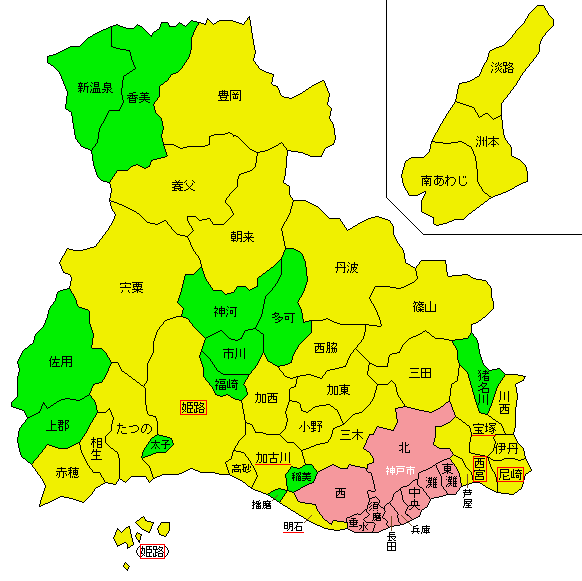 淡路
洲本
南あわじ
新温泉
香美
豊岡
養父
朝来
丹波
宍粟
神河
多可
篠山
佐用
市川
西脇
福崎
三田
猪名川
加西
加東
川西
姫路
上郡
たつの
小野
三木
宝塚
相生
太子
北
伊丹
加古川
神戸市
西宮
尼崎
赤穂
高砂
稲美
東灘
灘
中央
西
芦屋
播磨
須磨
垂水
明石
兵庫
長田
(姫路)